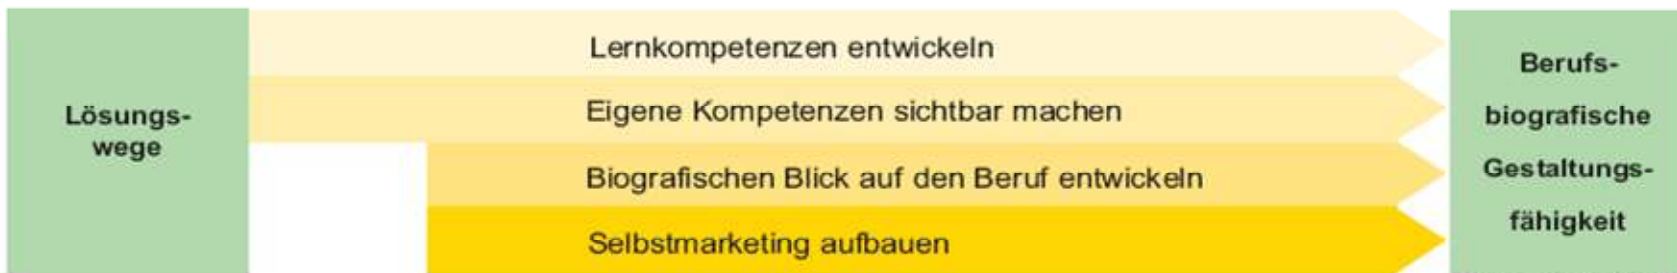 Lösungs-
wege
Lernkompetenzen entwickeln
Eigene Kompetenzen sichtbar machen
Biografischen Blick auf den Beruf entwickeln
Selbstmarketing aufbauen
Berufs-
biografische
Gestaltungs-
fähigkeit